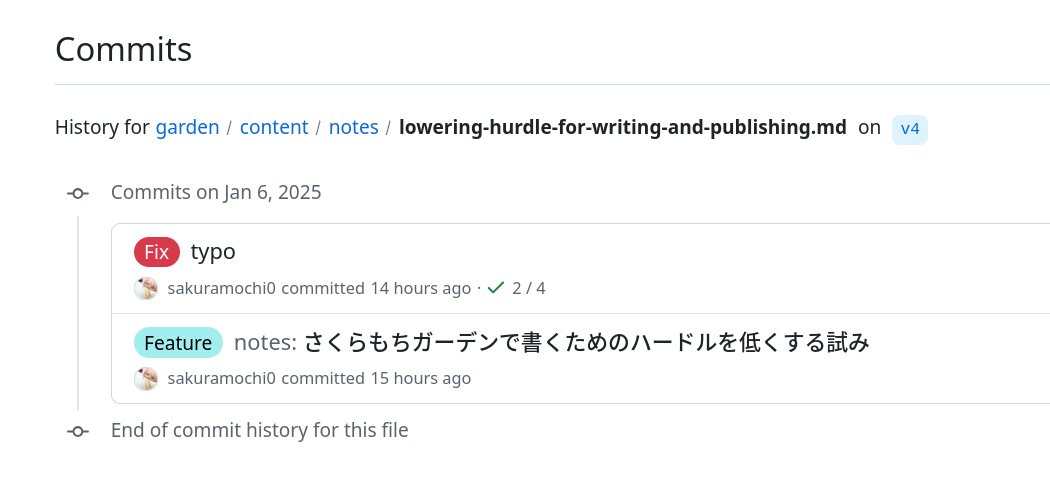 Commits
History for garden / content / notes / lowering-hurdle-for-writing-and-publishing.md on v4
Commits on Jan 6, 2025
Fix typo
sakuramochi0 committed 14 hours ago · 2 / 4
Feature notes: さくらもちガーデンで書くためのハードルを低くする試み
sakuramochi0 committed 15 hours ago
End of commit history for this file